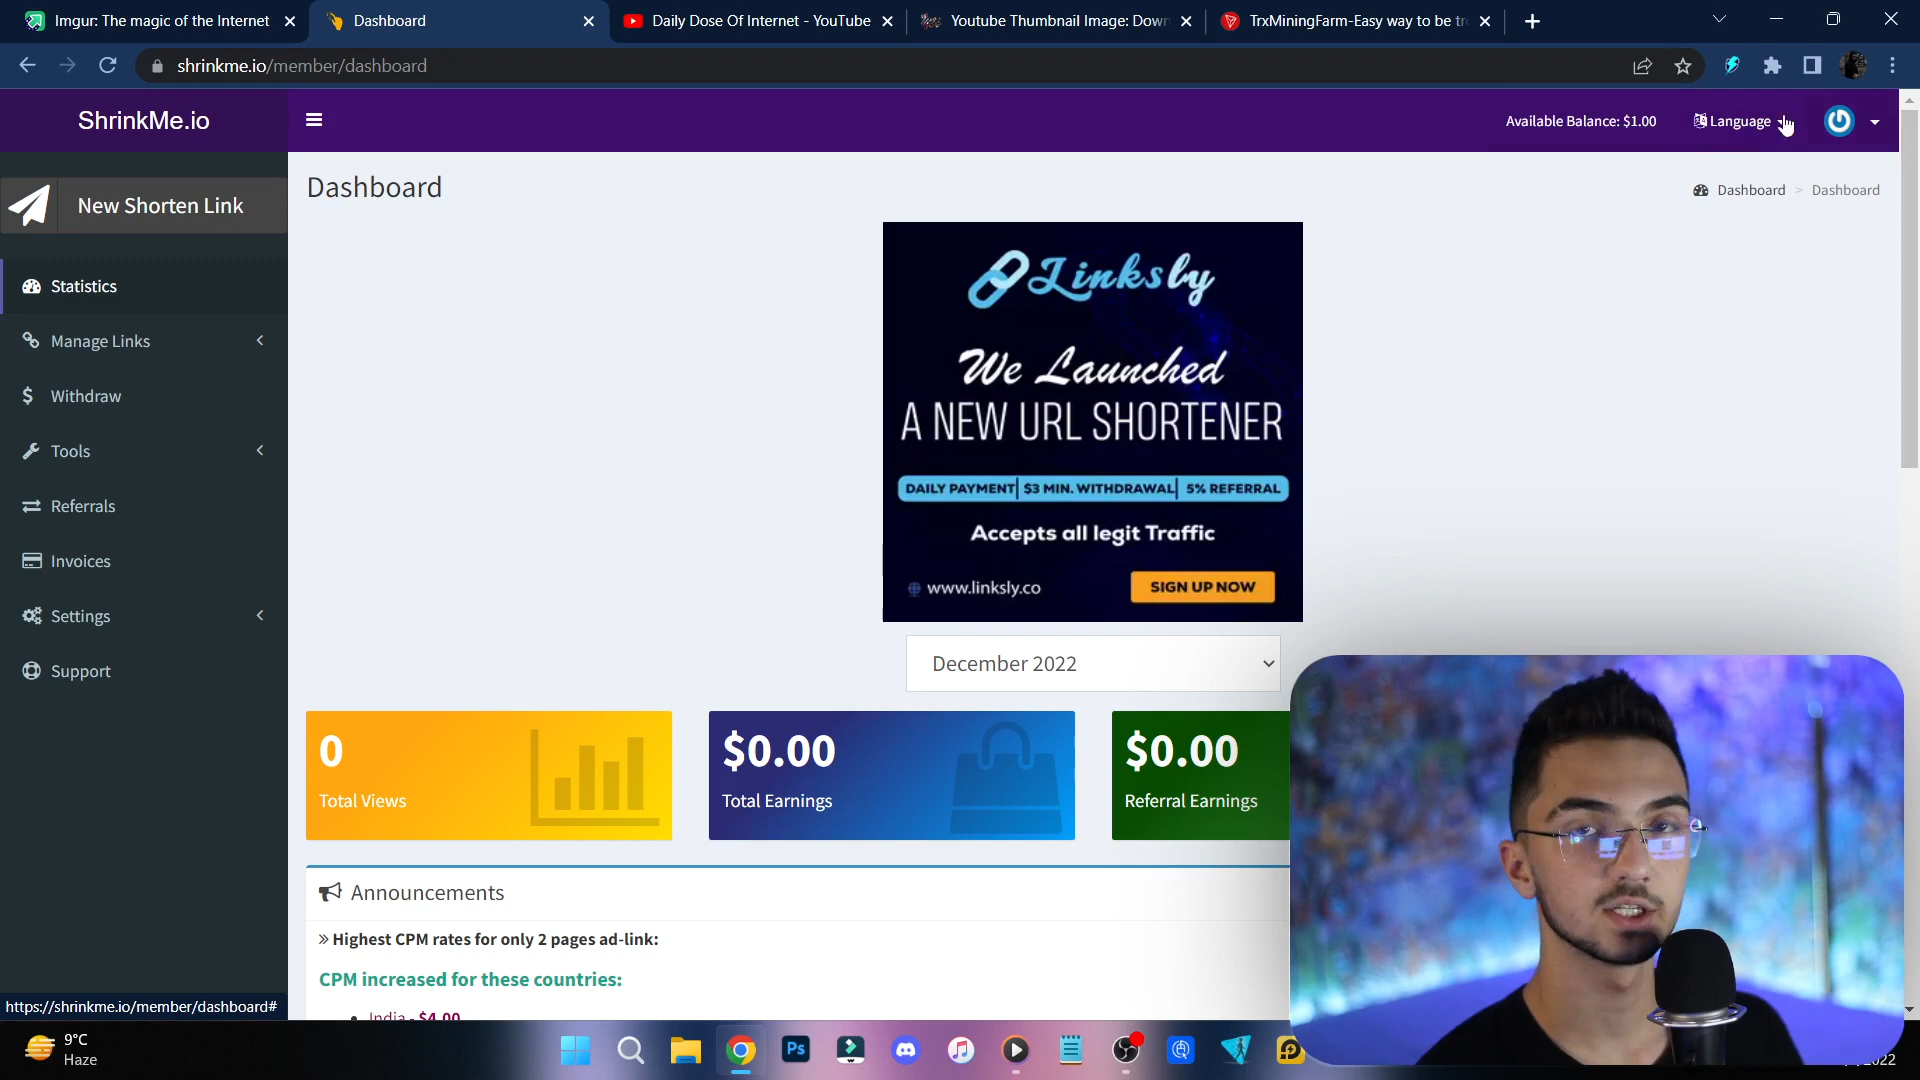 Imgur: The magic of the Internet
Dashboard
Daily Dose Of Internet - YouTube
Youtube Thumbnail Image: Down
TrxMiningFarm-Easy way to be tr
shrinkme.io/member/dashboard
ShrinkMe.io
Available Balance: $1.00
Language
New Shorten Link
Dashboard
Dashboard > Dashboard
Statistics
Manage Links
Withdraw
Tools
Referrals
Invoices
Settings
Support
Linksly
We Launched
A NEW URL SHORTENER
DAILY PAYMENT| $3 MIN. WITHDRAWAL| 5% REFERRAL
Accepts all legit Traffic
www.linksly.co
SIGN UP NOW
December 2022
0
Total Views
$0.00
Total Earnings
$0.00
Referral Earnings
Announcements
» Highest CPM rates for only 2 pages ad-link:
CPM increased for these countries:
India - $4.00
https://shrinkme.io/member/dashboard#
9°C
Haze
Ps